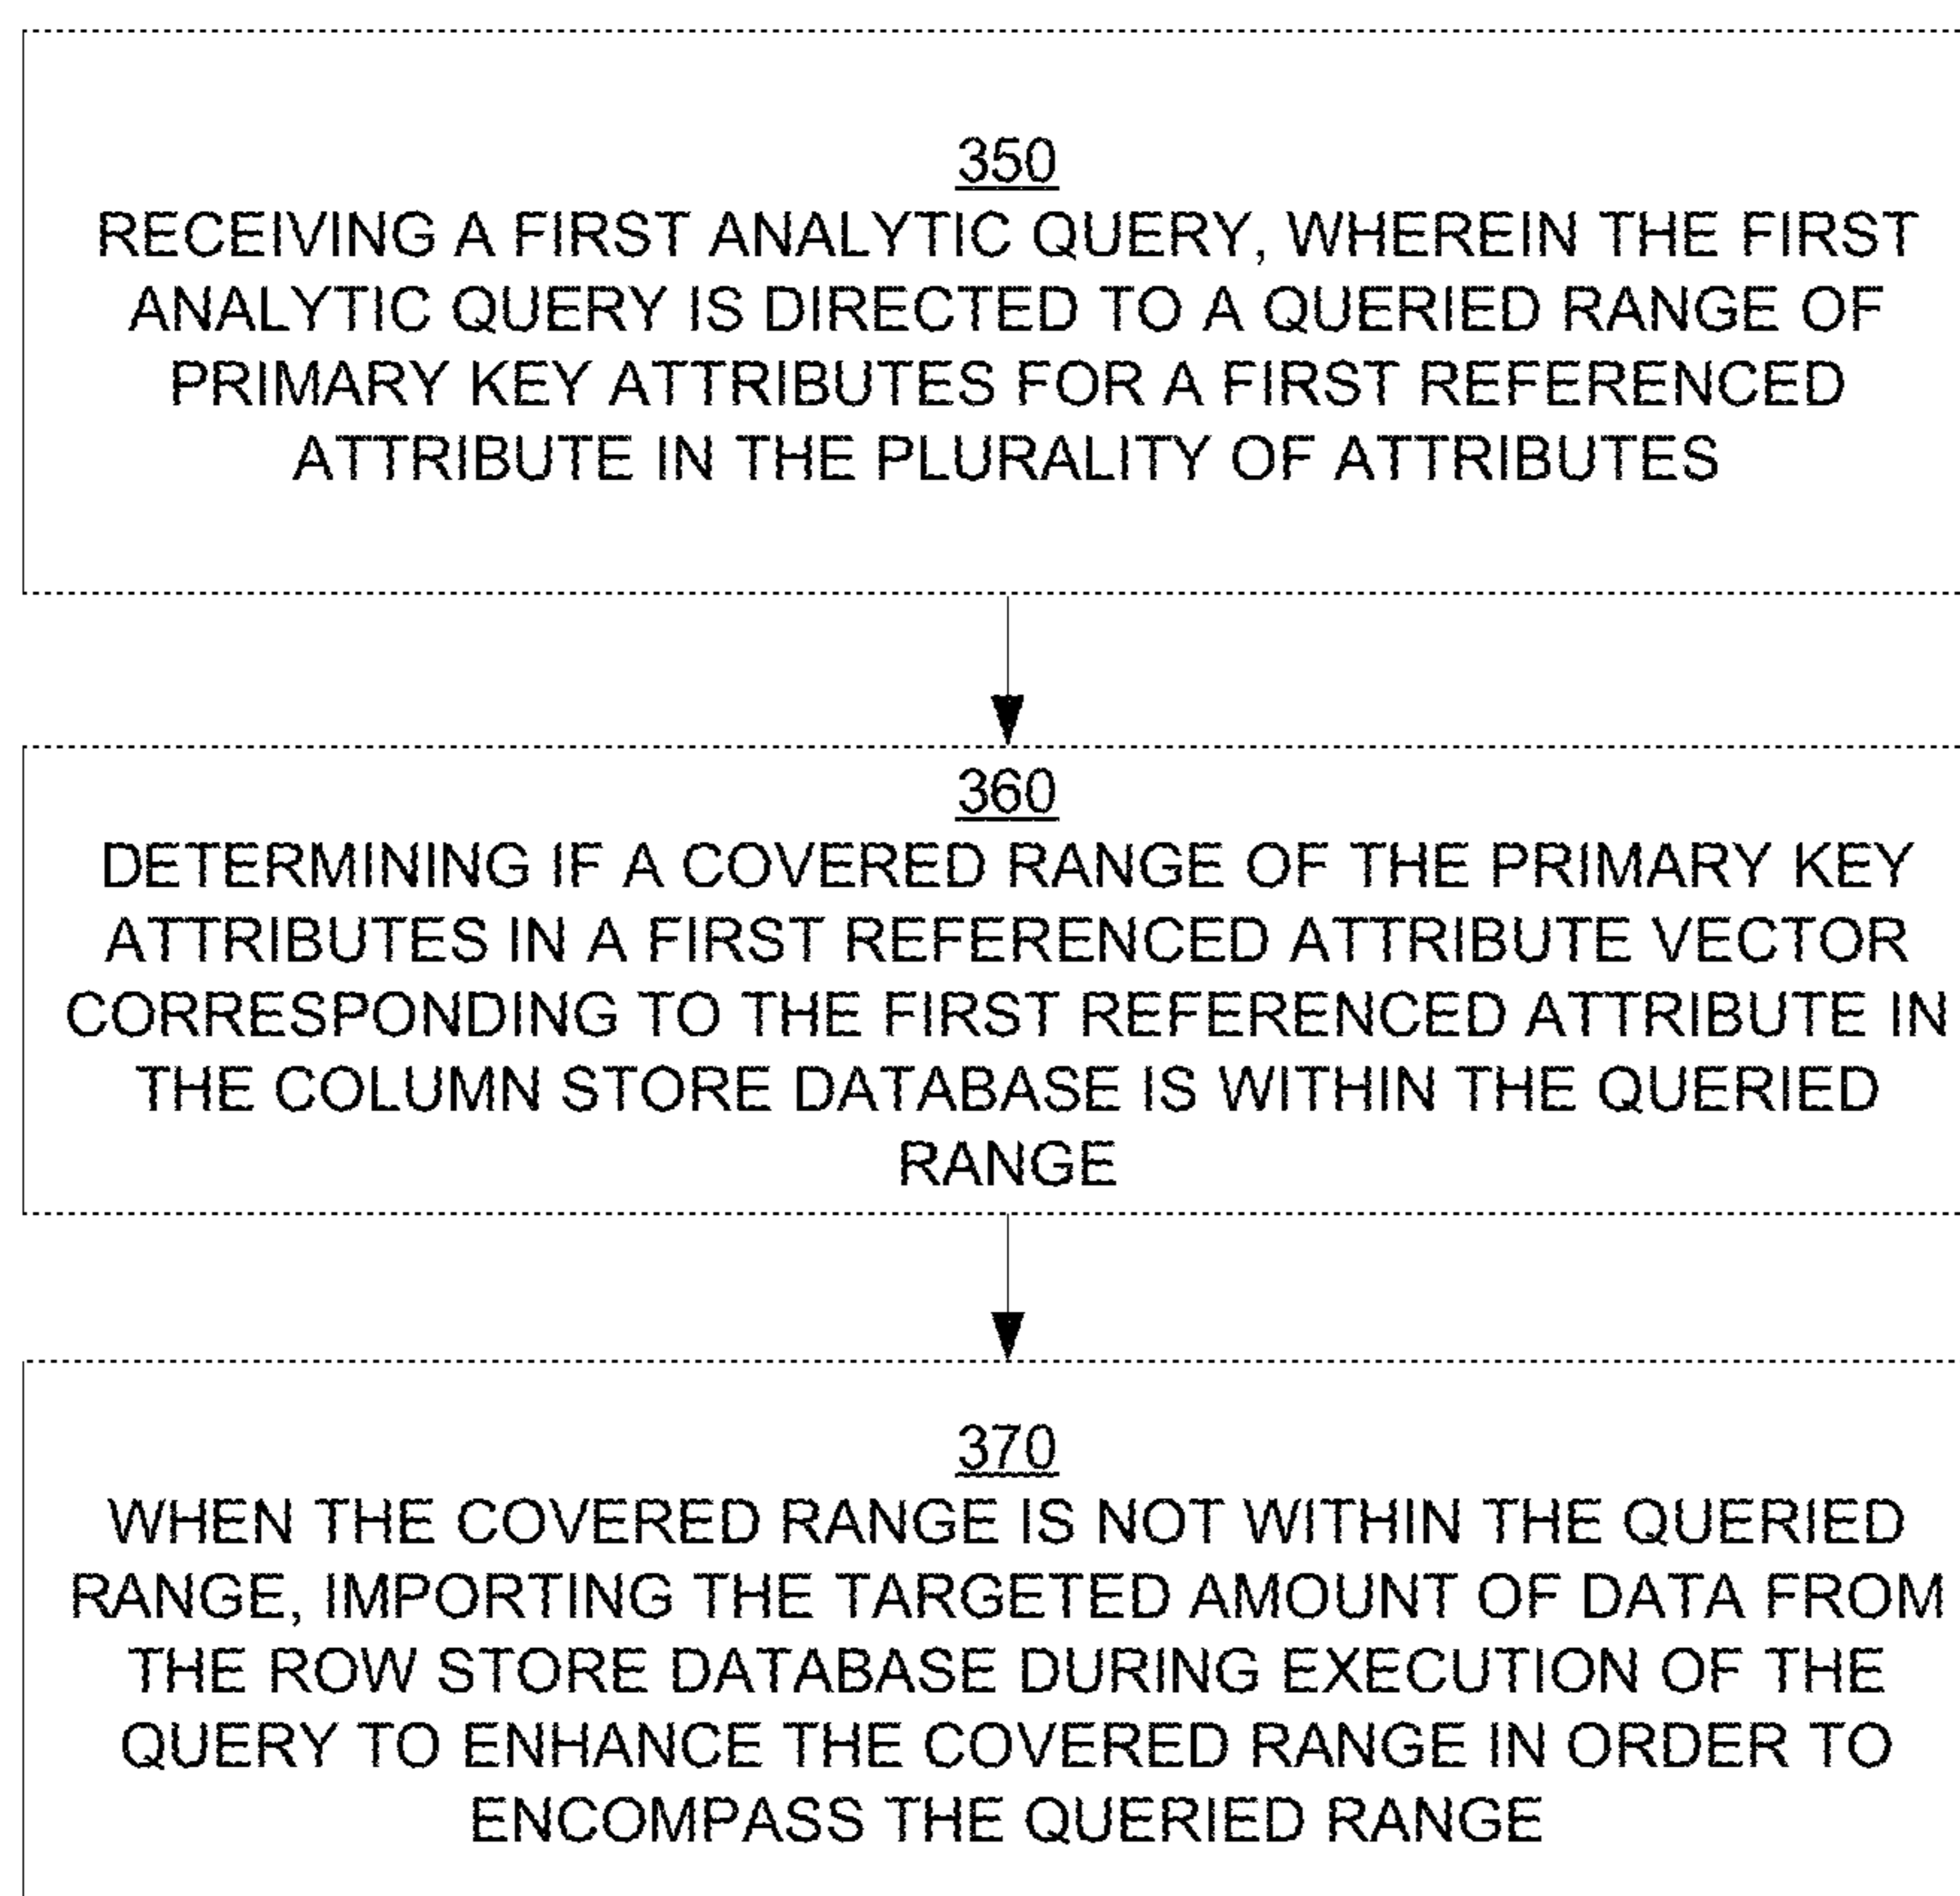 350
RECEIVING A FIRST ANALYTIC QUERY, WHEREIN THE FIRST
ANALYTIC QUERY IS DIRECTED TO A QUERIED RANGE OF
PRIMARY KEY ATTRIBUTES FOR A FIRST REFERENCED
ATTRIBUTE IN THE PLURALITY OF ATTRIBUTES
360
DETERMINING IF A COVERED RANGE OF THE PRIMARY KEY
ATTRIBUTES IN A FIRST REFERENCED ATTRIBUTE VECTOR
CORRESPONDING TO THE FIRST REFERENCED ATTRIBUTE IN
THE COLUMN STORE DATABASE IS WITHIN THE QUERIED
RANGE
370
WHEN THE COVERED RANGE IS NOT WITHIN THE QUERIED
RANGE, IMPORTING THE TARGETED AMOUNT OF DATA FROM
THE ROW STORE DATABASE DURING EXECUTION OF THE
QUERY TO ENHANCE THE COVERED RANGE IN ORDER TO
ENCOMPASS THE QUERIED RANGE